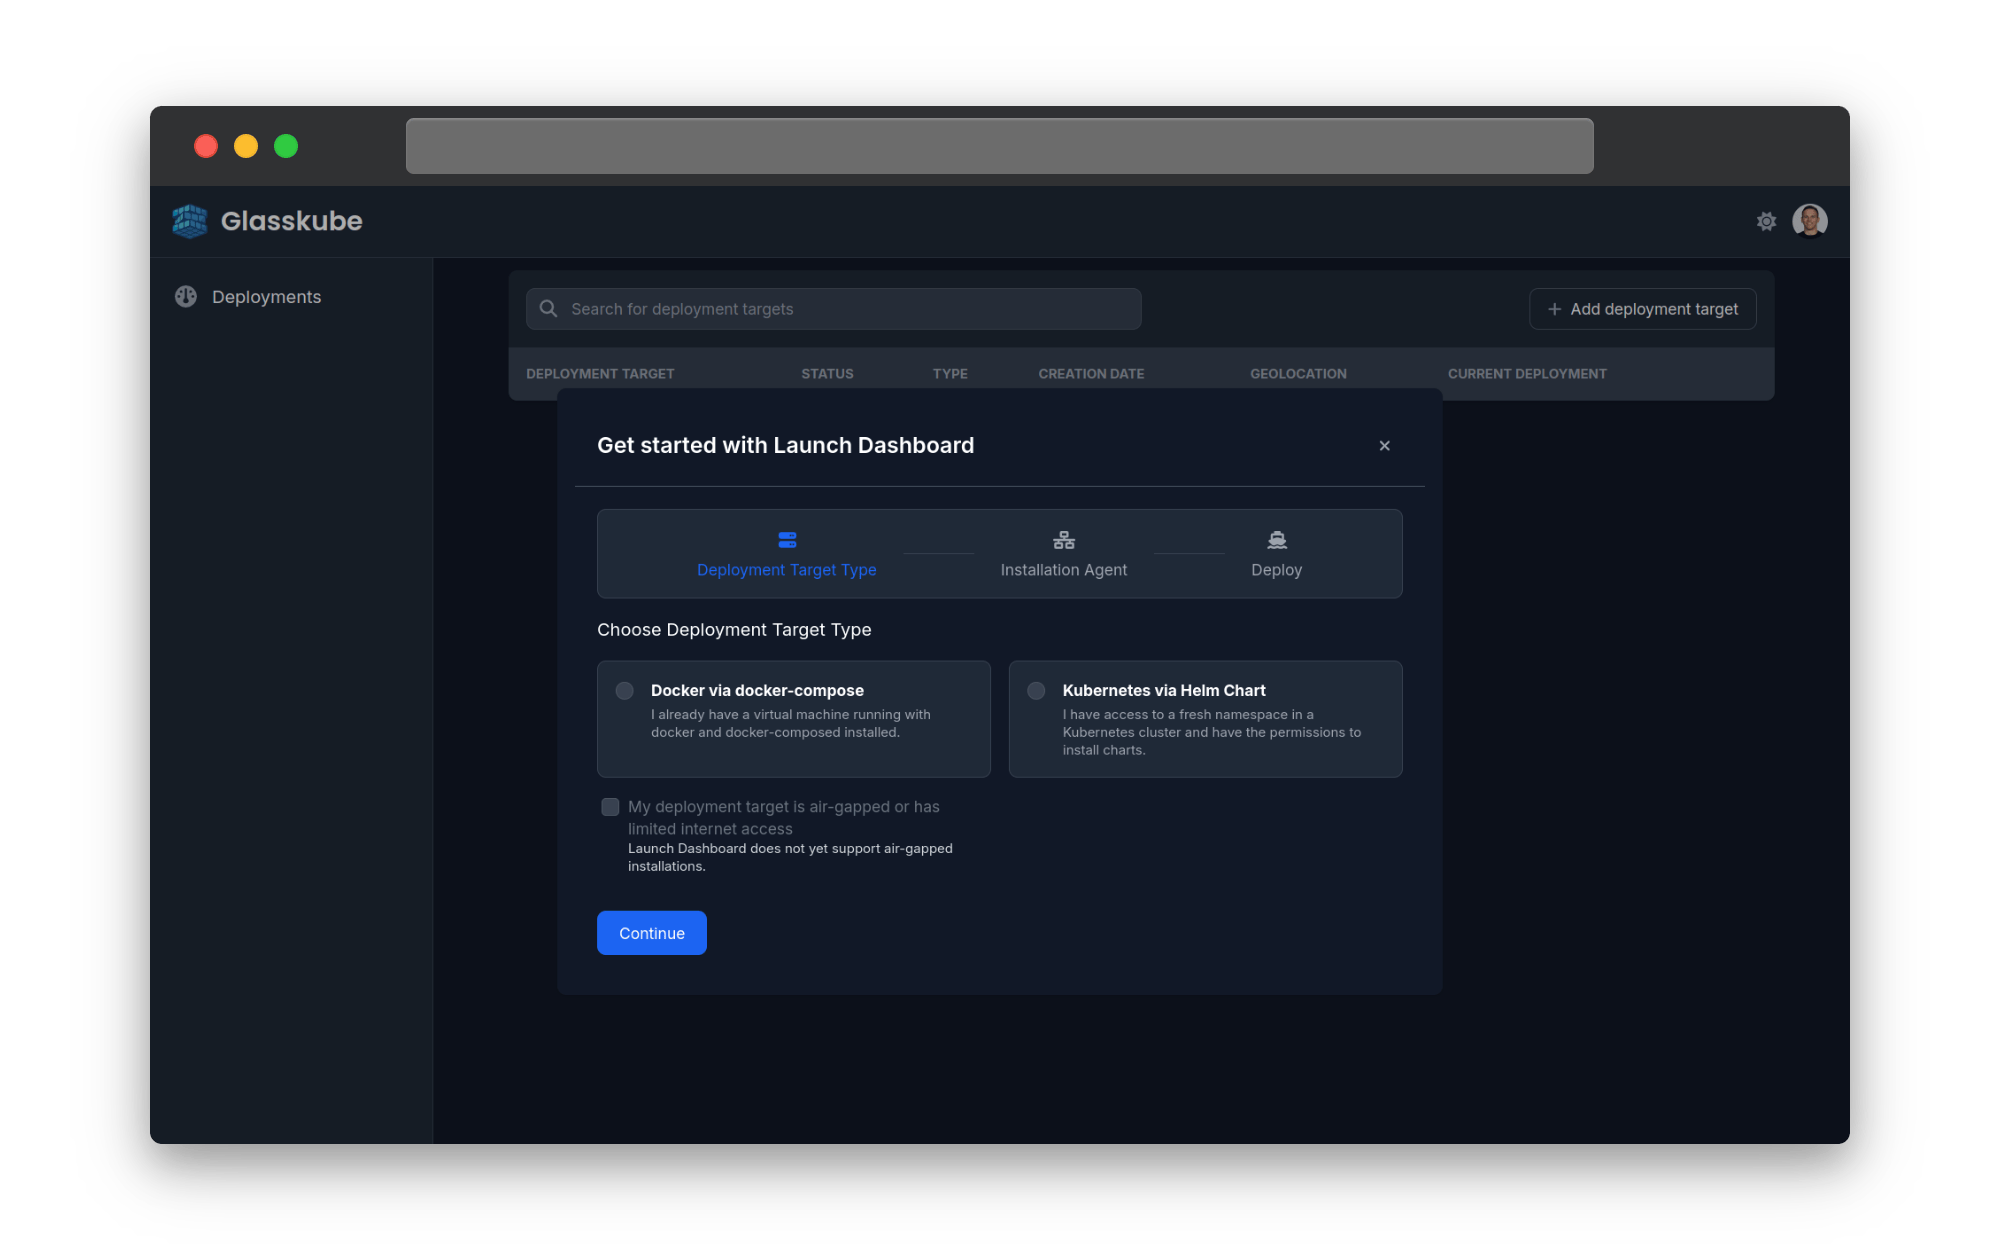 Glasskube
Deployments
Search for deployment targets
Add deployment target
DEPLOYMENT TARGET STATUS TYPE CREATION DATE GEOLOCATION CURRENT DEPLOYMENT
Get started with Launch Dashboard
Deployment Target Type Installation Agent Deploy
Choose Deployment Target Type
Docker via docker-compose
I already have a virtual machine running with
docker and docker-composed installed.
Kubernetes via Helm Chart
I have access to a fresh namespace in a
Kubernetes cluster and have the permissions to
install charts.
My deployment target is air-gapped or has
limited internet access
Launch Dashboard does not yet support air-gapped
installations.
Continue